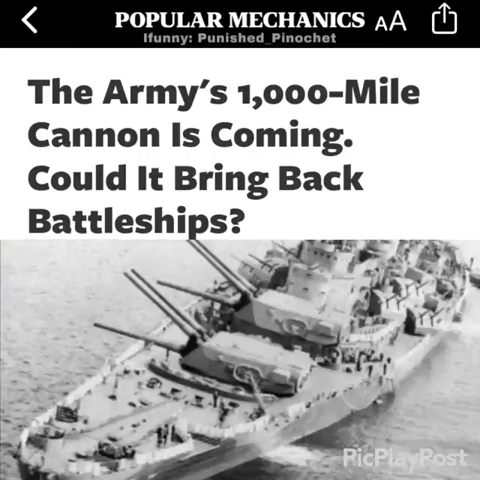 POPULAR MECHANICS AA
Ifunny: Punished_Pinochet
The Army's 1,000-Mile
Cannon Is Coming.
Could It Bring Back
Battleships?
PicPlayPost